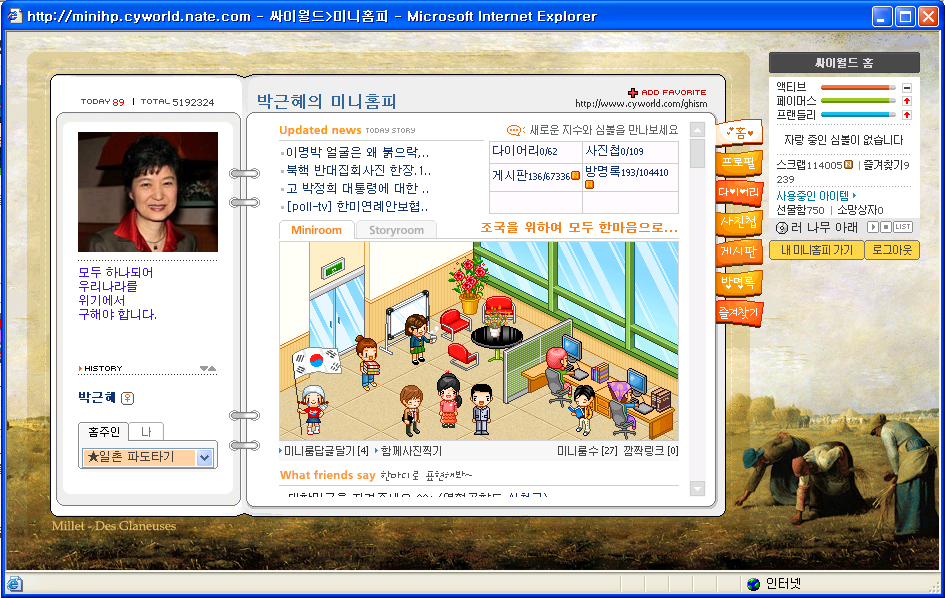 http://minihp.cyworld.nate.com - 싸이월드>미니홈피 - Microsoft Internet Explorer
TODAY 89 | TOTAL 5192324
박근혜의 미니홈피
ADD FAVORITE
http://www.cyworld.com/ghism
모두 하나되어
우리나라를
위기에서
구해야 합니다.
HISTORY
박근혜
홈주인
나
★일촌 파도타기
Updated news TODAY STORY
이명박 얼굴은 왜 붉으락,...
북핵 반대집회사진 한장.1..
고 박정희 대통령에 대한 ..
[poll-tv] 한미연례안보협..
새로운 지수와 심볼을 만나보세요
다이어리0/62
사진첩0/109
게시판136/67336
방명록193/104410
Miniroom
Storyroom
조국을 위하여 모두 한마음으로...
미니룸답글달기[4]
함께사진찍기
미니룸수 [27] 깜짝링크 [0]
What friends say 한마디로 표현해봐~
홈
프로필
다이어리
사진첩
게시판
방명록
즐겨찾기
싸이월드 홈
액티브
페이머스
프랜들리
자랑 중인 심볼이 없습니다
스크랩114005 | 즐겨찾기9
239
사용중인 아이템
선물함750 | 소망상자0
러 나무 아래
LIST
내 미니홈피 가기
로그아웃
Millet - Des Glaneuses
인터넷